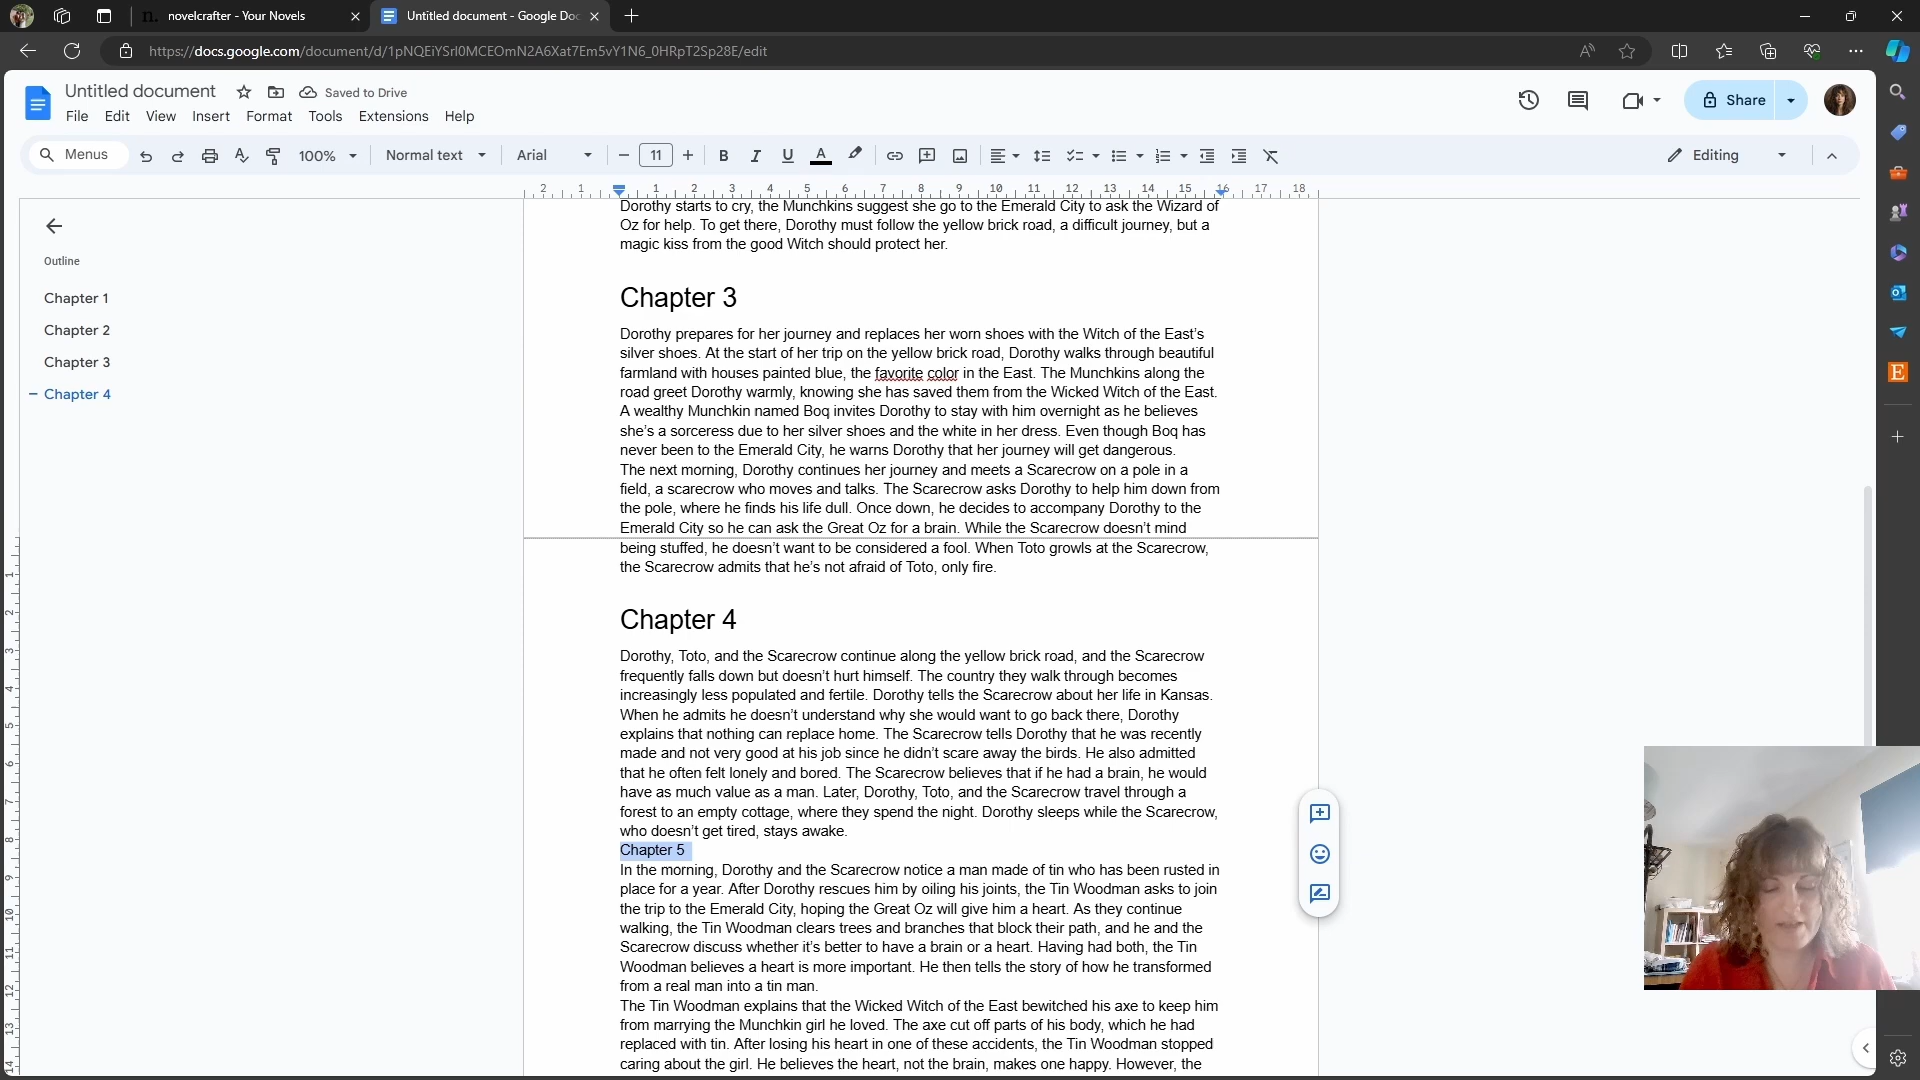 novelcrafter - Your Novels
Untitled document - Google Doc
https://docs.google.com/document/d/1pNQEiYSrI0MCEOmN2A6Xat7Em5vY1N6_0HRpT2Sp28E/edit
Untitled document
Saved to Drive
File Edit View Insert Format Tools Extensions Help
Share
Menus
100%
Normal text
Arial
11
Editing
2 1 1 2 3 4 5 6 7 8 9 10 11 12 13 14 15 16 17 18
Outline
Chapter 1
Chapter 2
Chapter 3
Chapter 4
Dorothy starts to cry, the Munchkins suggest she go to the Emerald City to ask the Wizard of
Oz for help. To get there, Dorothy must follow the yellow brick road, a difficult journey, but a
magic kiss from the good Witch should protect her.
Chapter 3
Dorothy prepares for her journey and replaces her worn shoes with the Witch of the East's
silver shoes. At the start of her trip on the yellow brick road, Dorothy walks through beautiful
farmland with houses painted blue, the favorite color in the East. The Munchkins along the
road greet Dorothy warmly, knowing she has saved them from the Wicked Witch of the East.
A wealthy Munchkin named Boq invites Dorothy to stay with him overnight as he believes
she's a sorceress due to her silver shoes and the white in her dress. Even though Boq has
never been to the Emerald City, he warns Dorothy that her journey will get dangerous.
The next morning, Dorothy continues her journey and meets a Scarecrow on a pole in a
field, a scarecrow who moves and talks. The Scarecrow asks Dorothy to help him down from
the pole, where he finds his life dull. Once down, he decides to accompany Dorothy to the
Emerald City so he can ask the Great Oz for a brain. While the Scarecrow doesn't mind
being stuffed, he doesn't want to be considered a fool. When Toto growls at the Scarecrow,
the Scarecrow admits that he's not afraid of Toto, only fire.
Chapter 4
Dorothy, Toto, and the Scarecrow continue along the yellow brick road, and the Scarecrow
frequently falls down but doesn't hurt himself. The country they walk through becomes
increasingly less populated and fertile. Dorothy tells the Scarecrow about her life in Kansas.
When he admits he doesn't understand why she would want to go back there, Dorothy
explains that nothing can replace home. The Scarecrow tells Dorothy that he was recently
made and not very good at his job since he didn't scare away the birds. He also admitted
that he often felt lonely and bored. The Scarecrow believes that if he had a brain, he would
have as much value as a man. Later, Dorothy, Toto, and the Scarecrow travel through a
forest to an empty cottage, where they spend the night. Dorothy sleeps while the Scarecrow,
who doesn't get tired, stays awake.
Chapter 5
In the morning, Dorothy and the Scarecrow notice a man made of tin who has been rusted in
place for a year. After Dorothy rescues him by oiling his joints, the Tin Woodman asks to join
the trip to the Emerald City, hoping the Great Oz will give him a heart. As they continue
walking, the Tin Woodman clears trees and branches that block their path, and he and the
Scarecrow discuss whether it's better to have a brain or a heart. Having had both, the Tin
Woodman believes a heart is more important. He then tells the story of how he transformed
from a real man into a tin man.
The Tin Woodman explains that the Wicked Witch of the East bewitched his axe to keep him
from marrying the Munchkin girl he loved. The axe cut off parts of his body, which he had
replaced with tin. After losing his heart in one of these accidents, the Tin Woodman stopped
caring about the girl. He believes the heart, not the brain, makes one happy. However, the